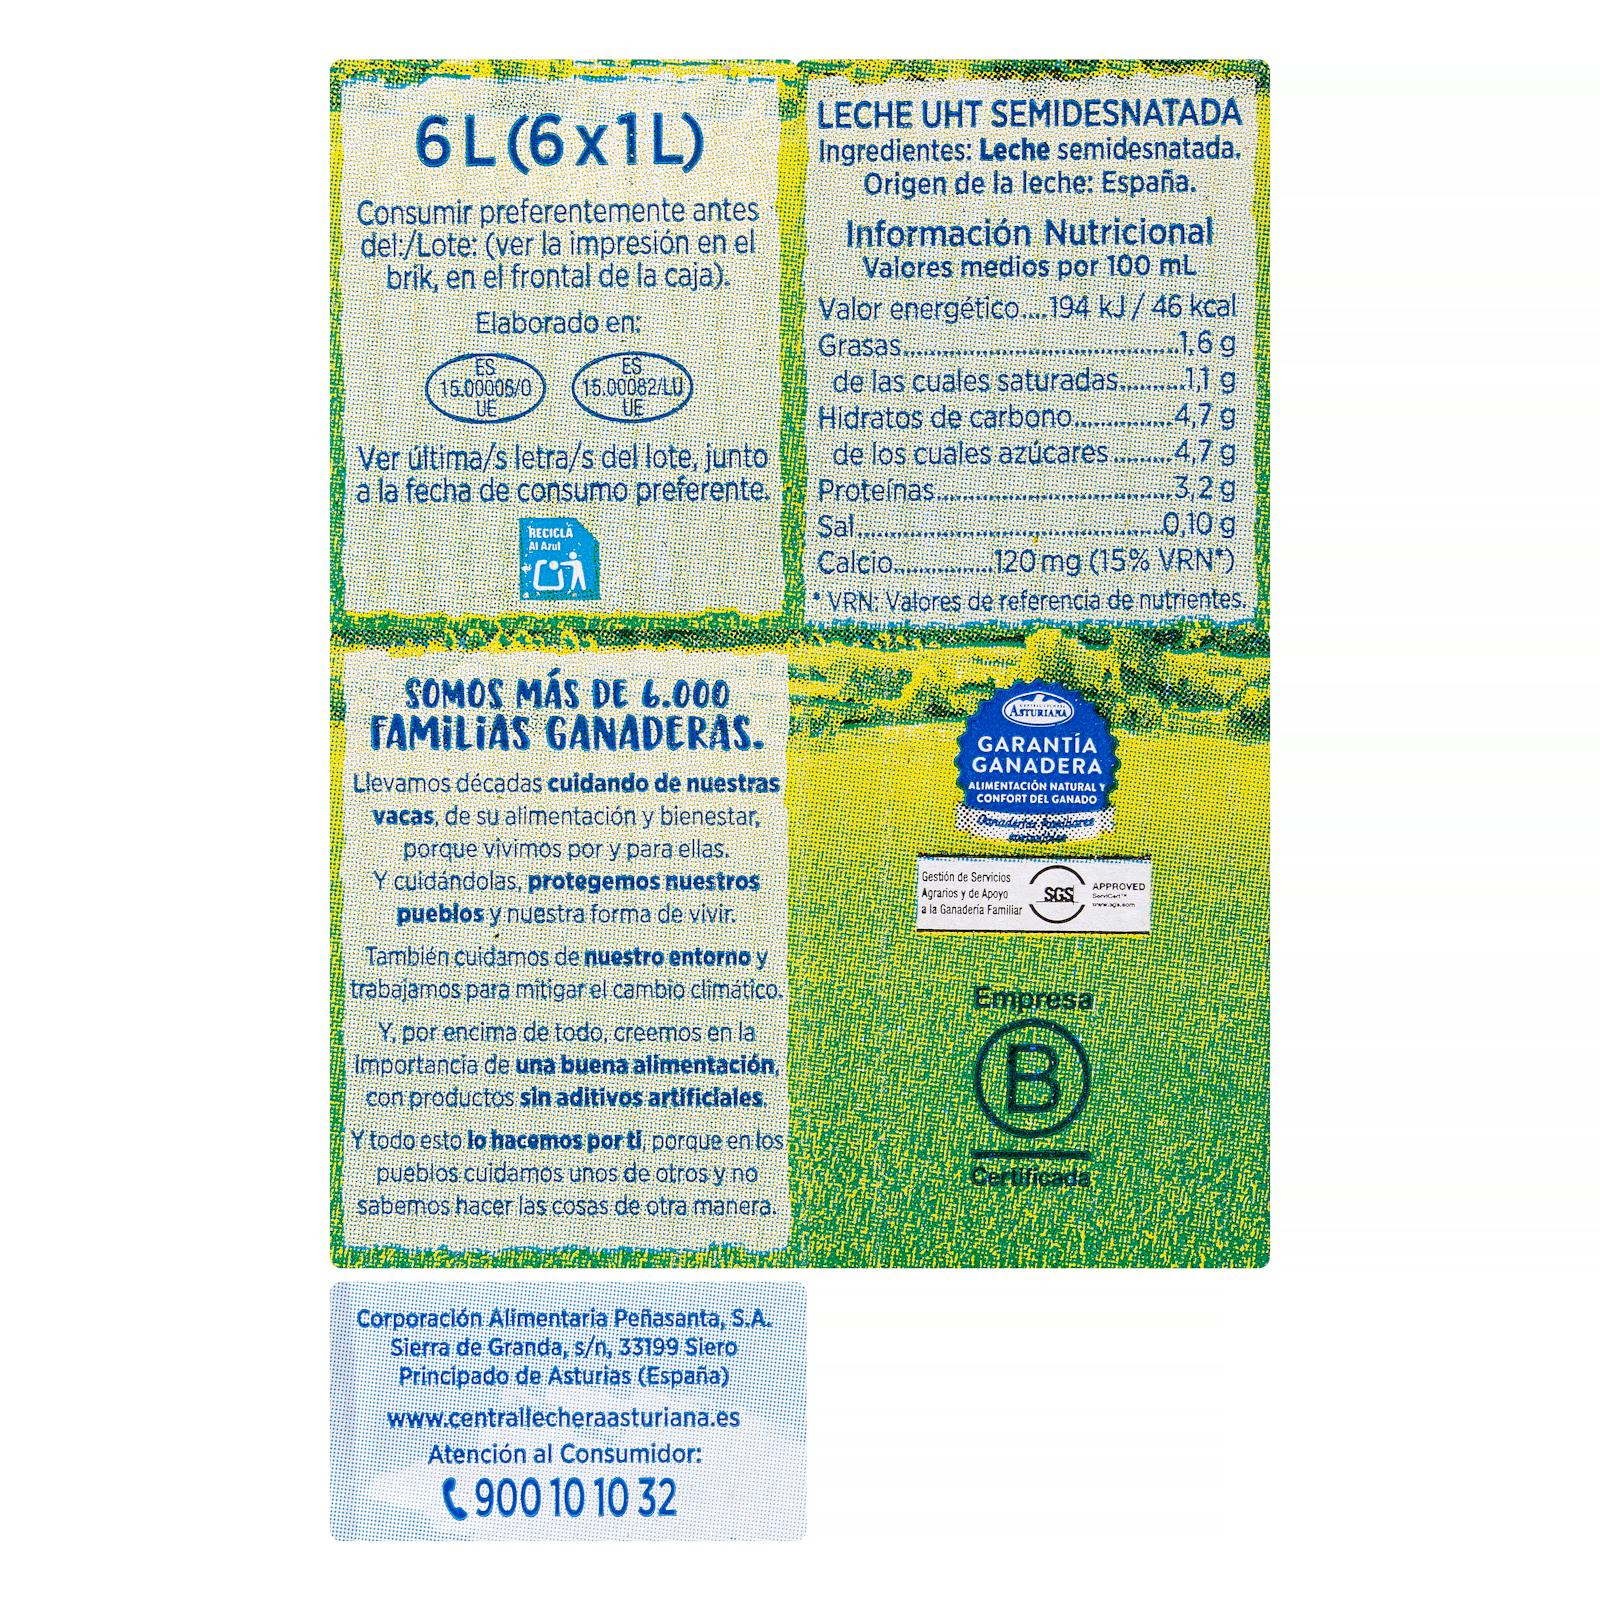 6 L (6 x 1 L)
Consumir preferentemente antes
del:/Lote: (ver la impresión en el
brik, en el frontal de la caja).
Elaborado en:
ES
15.00006/O
UE
ES
15.00082/LU
UE
Ver última/s letra/s del lote, junto
a la fecha de consumo preferente.
RECICLA
Al Azul
LECHE UHT SEMIDESNATADA
Ingredientes: Leche semidesnatada.
Origen de la leche: España.
Información Nutricional
Valores medios por 100 mL
Valor energético....194 kJ / 46 kcal
Grasas..........1,6 g
de las cuales saturadas..........1,1 g
Hidratos de carbono..........4,7 g
de los cuales azúcares..........4,7 g
Proteínas..........3,2 g
Sal..........0,10 g
Calcio..........120 mg (15% VRN*)
* VRN: Valores de referencia de nutrientes.
SOMOS MÁS DE 6.000
FAMILIAS GANADERAS.
Llevamos décadas cuidando de nuestras
vacas, de su alimentación y bienestar,
porque vivimos por y para ellas.
Y cuidándolas, protegemos nuestros
pueblos y nuestra forma de vivir.
También cuidamos de nuestro entorno y
trabajamos para mitigar el cambio climático.
Y, por encima de todo, creemos en la
importancia de una buena alimentación,
con productos sin aditivos artificiales.
Y todo esto lo hacemos por ti, porque en los
pueblos cuidamos unos de otros y no
sabemos hacer las cosas de otra manera.
ASTURIANA
GARANTÍA
GANADERA
ALIMENTACIÓN NATURAL Y
CONFORT DEL GANADO
Ganaderías familiares
Gestión de Servicios
Agrarios y de Apoyo
a la Ganadería Familiar
SGS
APPROVED
ServiCert™
www.sgs.com
Empresa
B
Certificada
Corporación Alimentaria Peñasanta, S.A.
Sierra de Granda, s/n, 33199 Siero
Principado de Asturias (España)
www.centrallecheraasturiana.es
Atención al Consumidor:
900 10 10 32